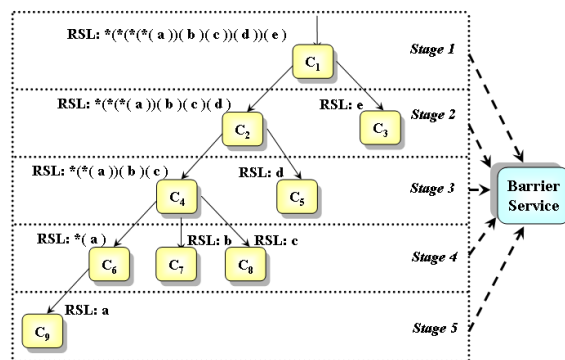 RSL: *(*(*(*( a))( b )( c))( d))( e)
Stage 1
C1
RSL: *(*(*( a))( b )( c)( d)
RSL: e
Stage 2
C2
C3
RSL: *(*( a))( b)( c)
RSL: d
Stage 3
Barrier
Service
C4
C5
RSL: *( a)
RSL: b
RSL: c
Stage 4
C6
C7
C8
RSL: a
Stage 5
C9